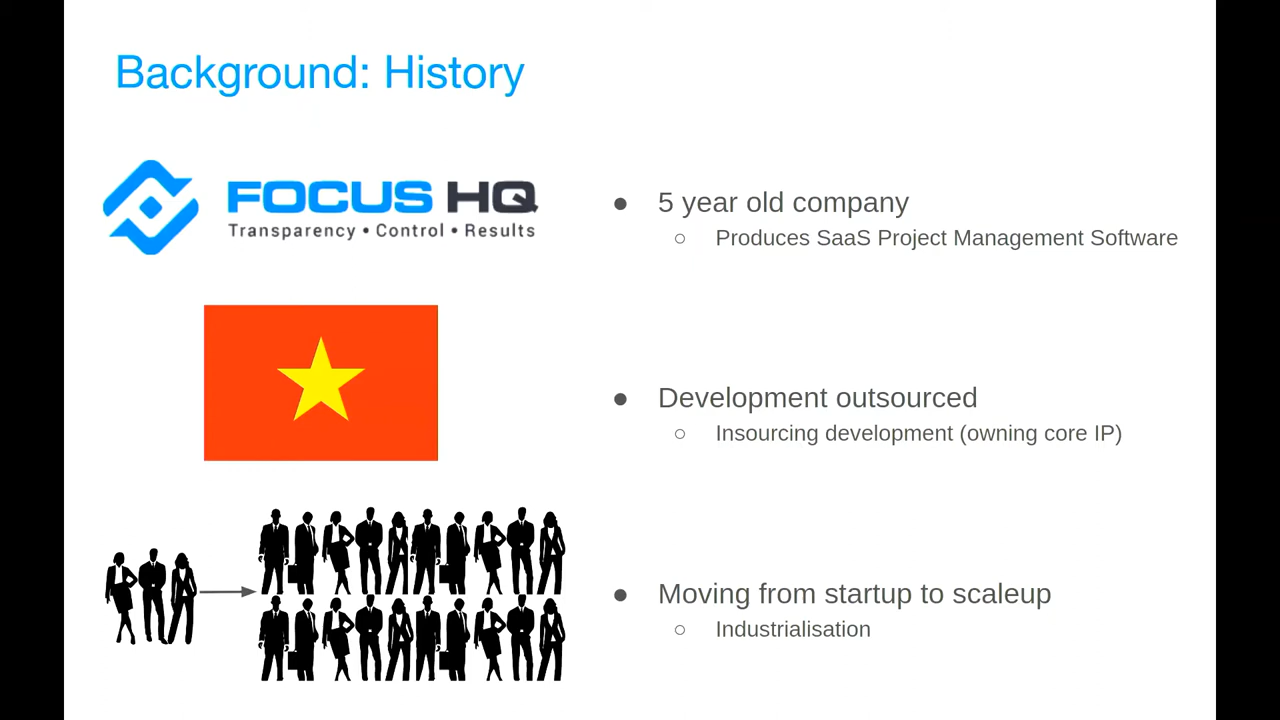 Background: History
FOCUS HQ
Transparency • Control • Results
● 5 year old company
○ Produces SaaS Project Management Software
● Development outsourced
○ Insourcing development (owning core IP)
● Moving from startup to scaleup
○ Industrialisation